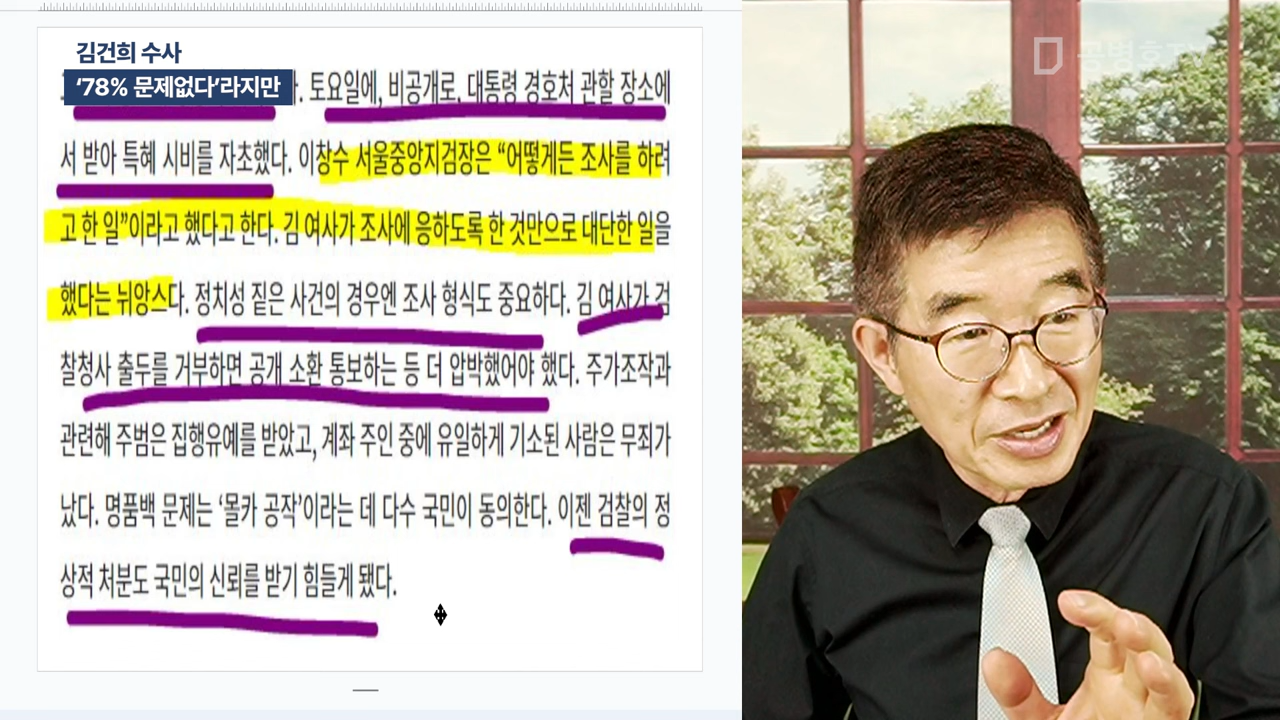 김건희 수사
‘78% 문제없다’라지만
토요일에, 비공개로, 대통령 경호처 관할 장소에
서 받아 특혜 시비를 자초했다. 이창수 서울중앙지검장은 “어떻게든 조사를 하려
고 한 일”이라고 했다고 한다. 김 여사가 조사에 응하도록 한 것만으로 대단한 일을
했다는 뉘앙스다. 정치성 짙은 사건의 경우엔 조사 형식도 중요하다. 김 여사가 검
찰청사 출두를 거부하면 공개 소환 통보하는 등 더 압박했어야 했다. 주가조작과
관련해 주범은 집행유예를 받았고, 계좌 주인 중에 유일하게 기소된 사람은 무죄가
났다. 명품백 문제는 ‘몰카 공작’이라는 데 다수 국민이 동의한다. 이젠 검찰의 정
상적 처분도 국민의 신뢰를 받기 힘들게 됐다.